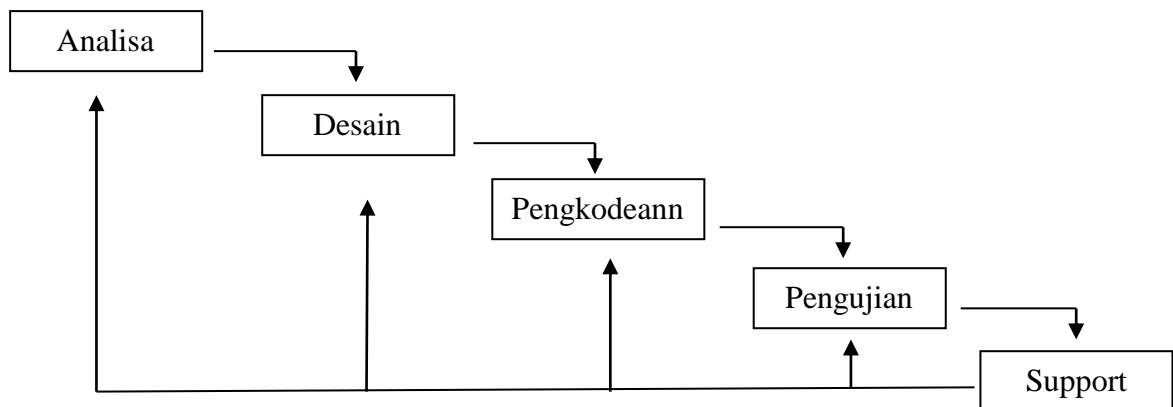 Analisa
Desain
Pengkodeann
Pengujian
Support